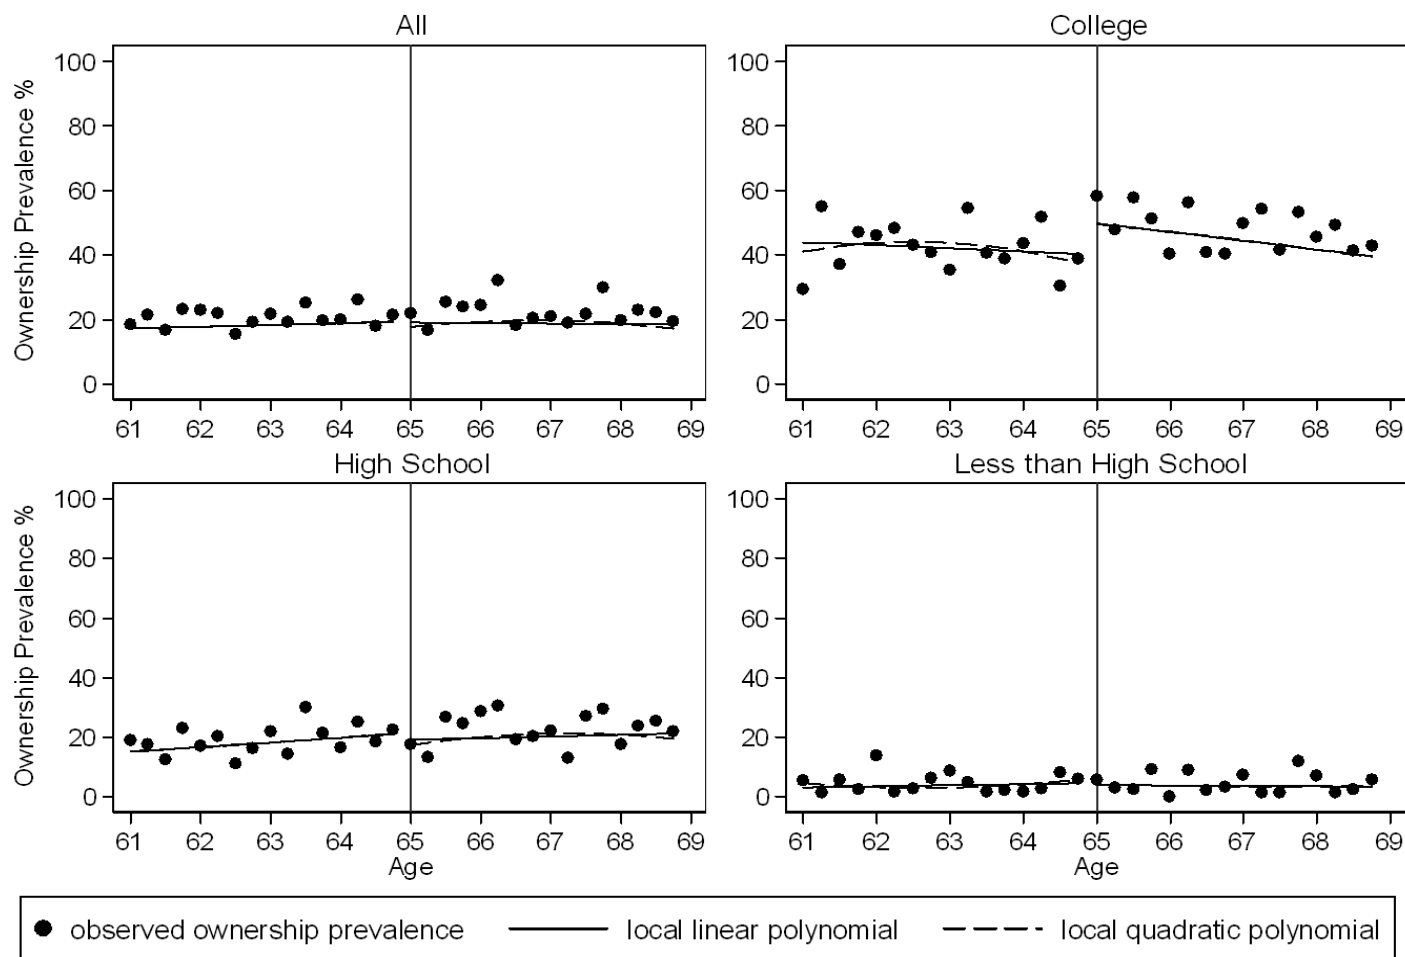 All
College
Ownership Prevalence %
100
80
60
40
20
0
61 62 63 64 65 66 67 68 69
100
80
60
40
20
0
61 62 63 64 65 66 67 68 69
High School
Less than High School
Ownership Prevalence %
100
80
60
40
20
0
61 62 63 64 65 66 67 68 69
Age
100
80
60
40
20
0
61 62 63 64 65 66 67 68 69
Age
observed ownership prevalence local linear polynomial local quadratic polynomial